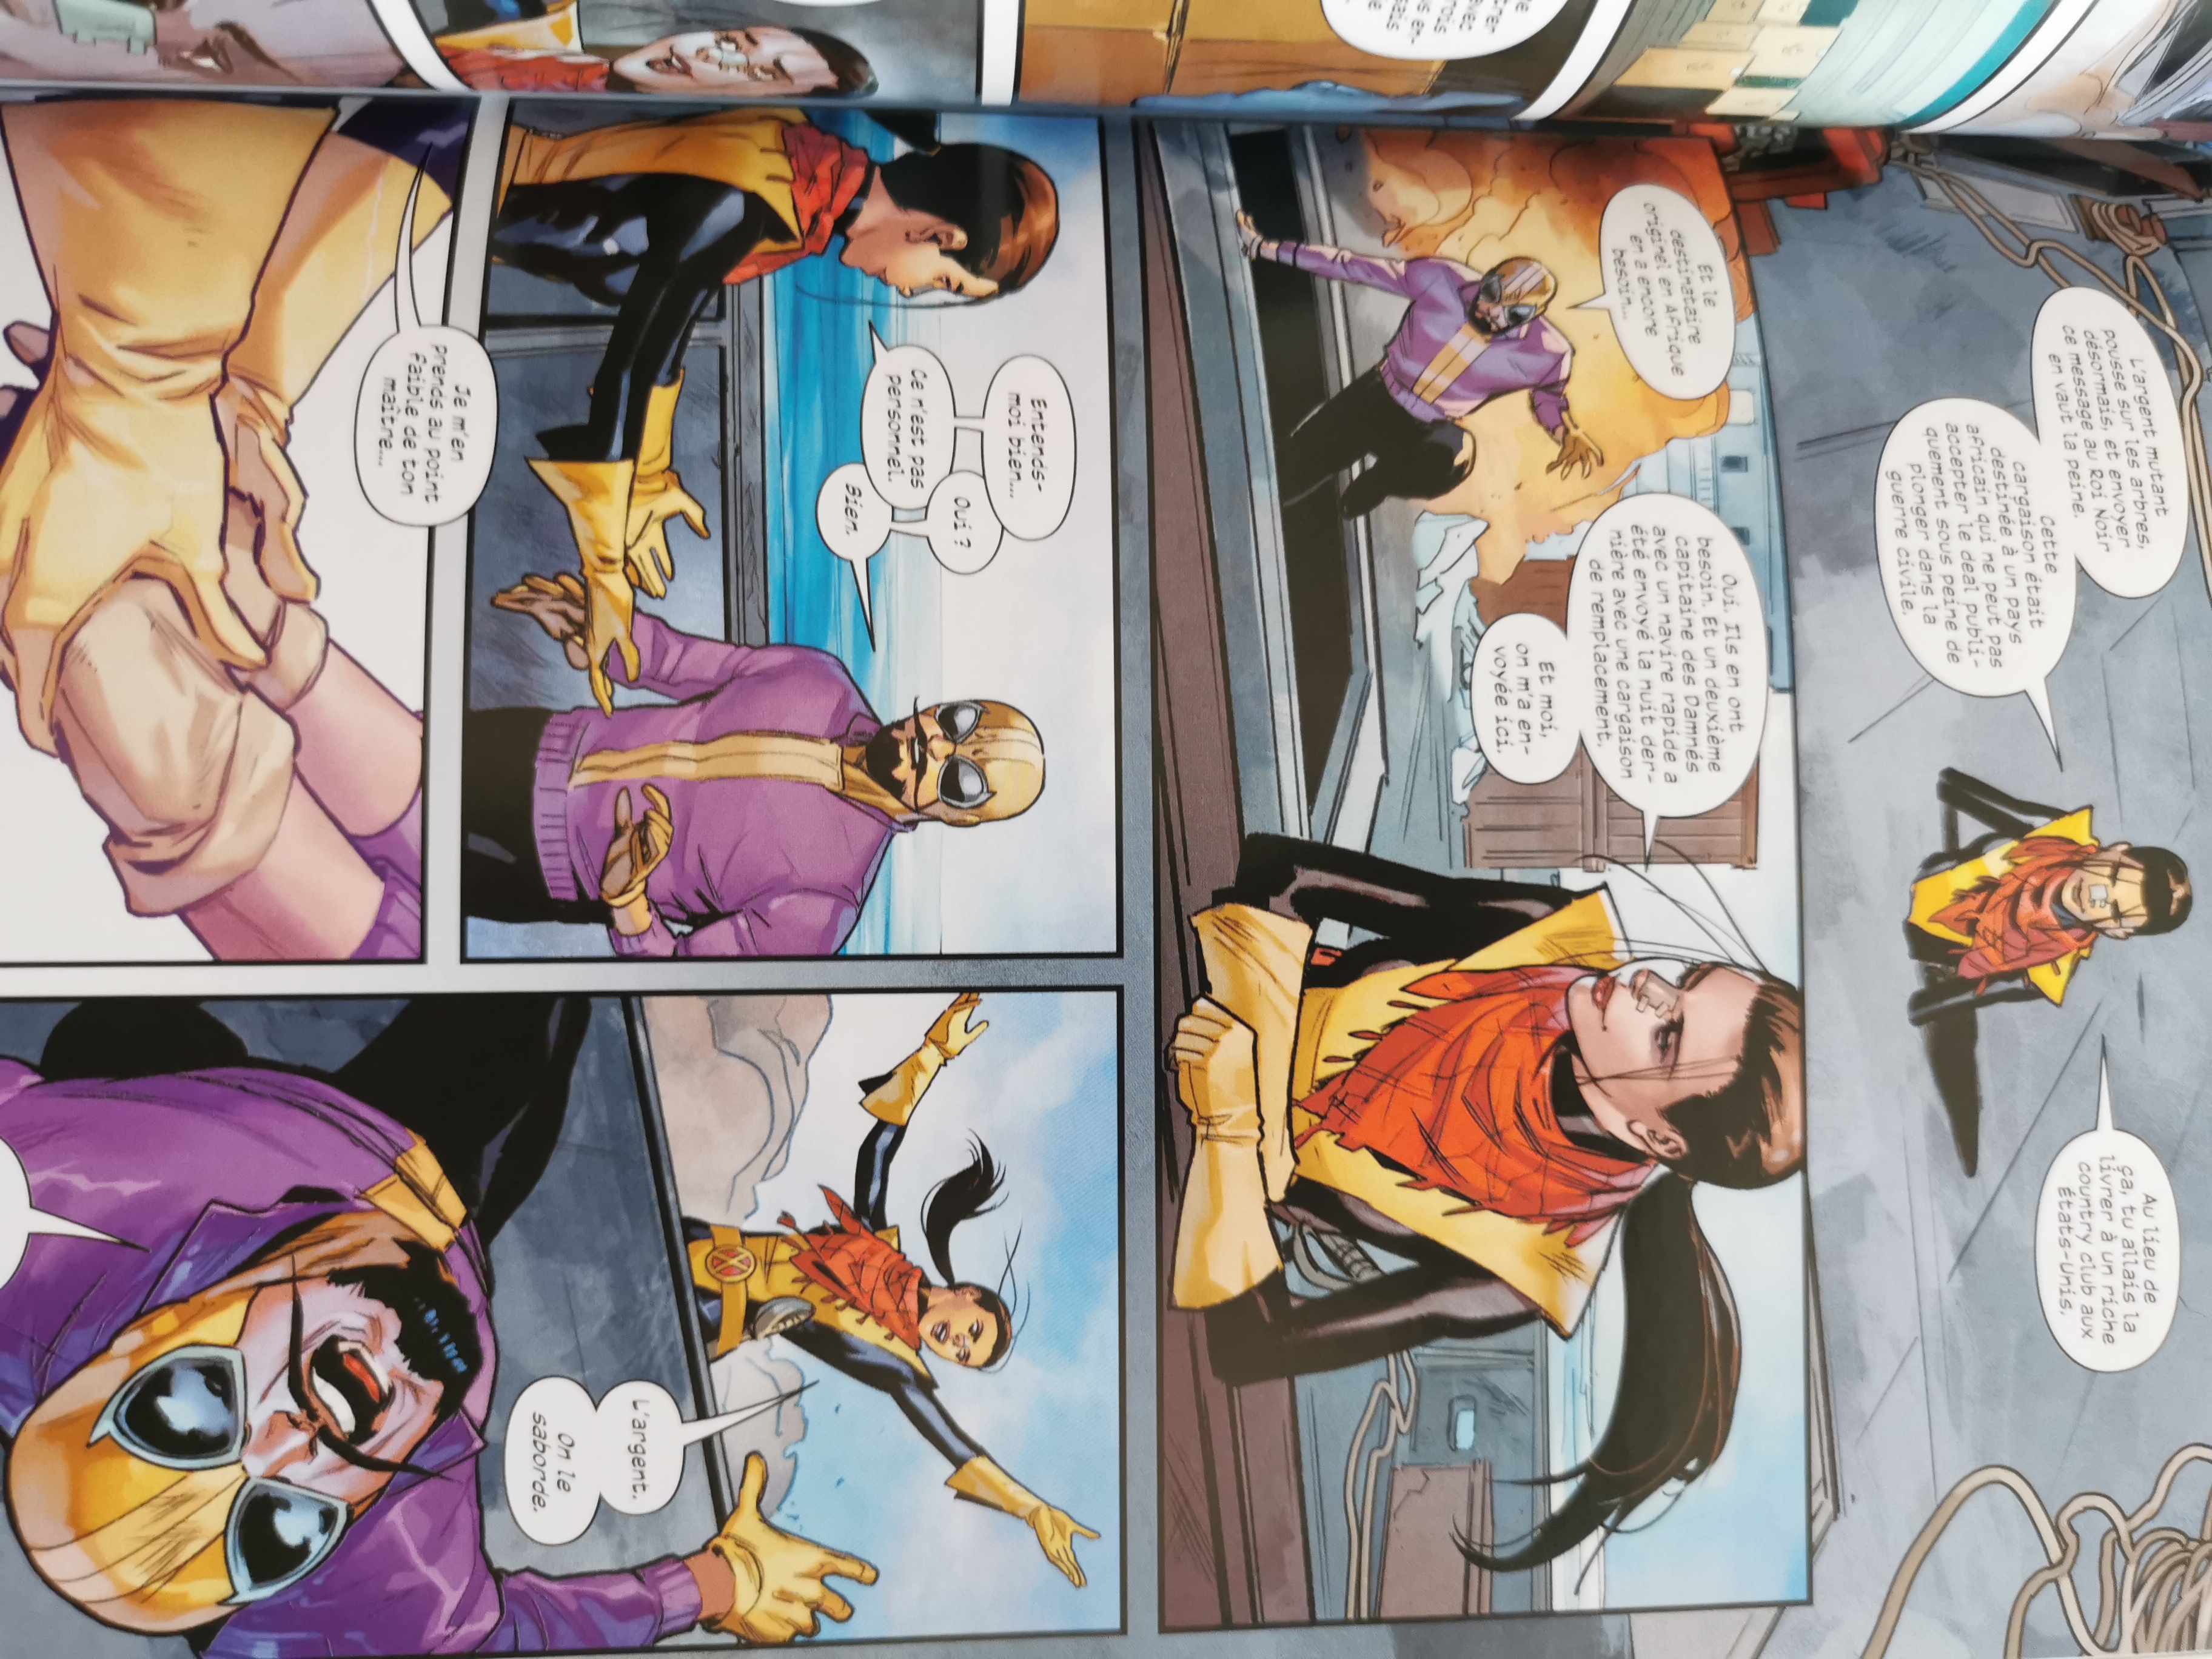 L'argent mutant
pousse sur les arbres,
désormais, et envoyer
ce message au Roi Noir
en vaut la peine.
Cette
cargaison était
destinée à un pays
africain qui ne peut pas
accepter le deal publi-
quement sous peine de
plonger dans la
guerre civile.
Au lieu de
ça, tu allais la
livrer à un riche
country club aux
États-Unis.
Et le
destinataire
originel en Afrique
en a encore
besoin...
Oui. Ils en ont
besoin. Et un deuxième
capitaine des Damnés
avec un navire rapide a
été envoyé la nuit der-
nière avec une cargaison
de remplacement.
Et moi,
on m'a en-
voyée ici.
Entends-
moi bien...
Oui ?
Ce n'est pas
personnel.
Bien.
L'argent.
On le
saborde.
Je m'en
prends au point
faible de ton
maître...